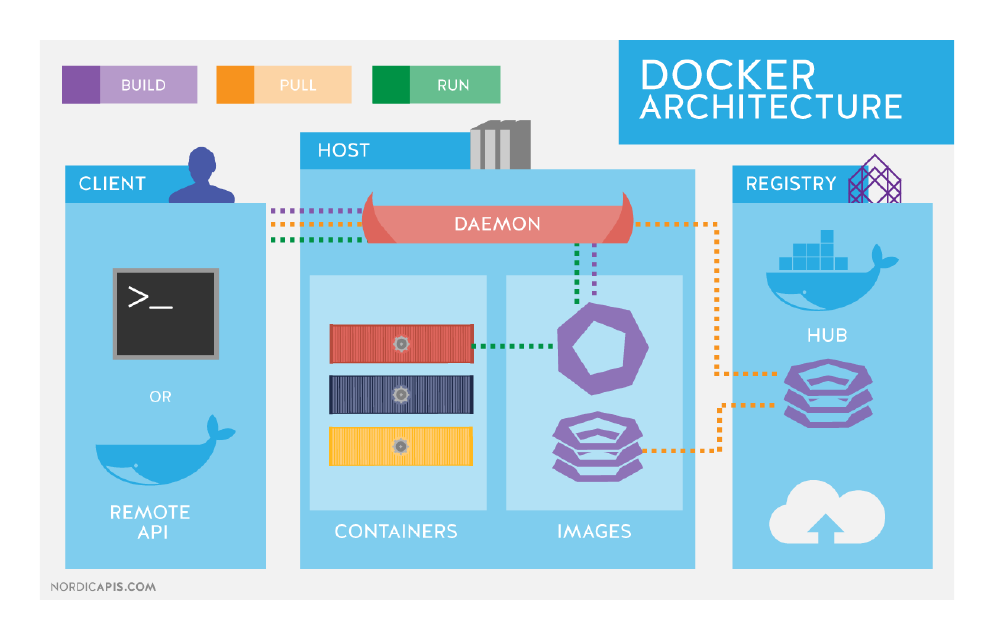 BUILD
PULL
RUN
DOCKER
ARCHITECTURE
HOST
CLIENT
REGISTRY
DAEMON
>_
HUB
OR
REMOTE
API
CONTAINERS
IMAGES
NORDICAPIS.COM